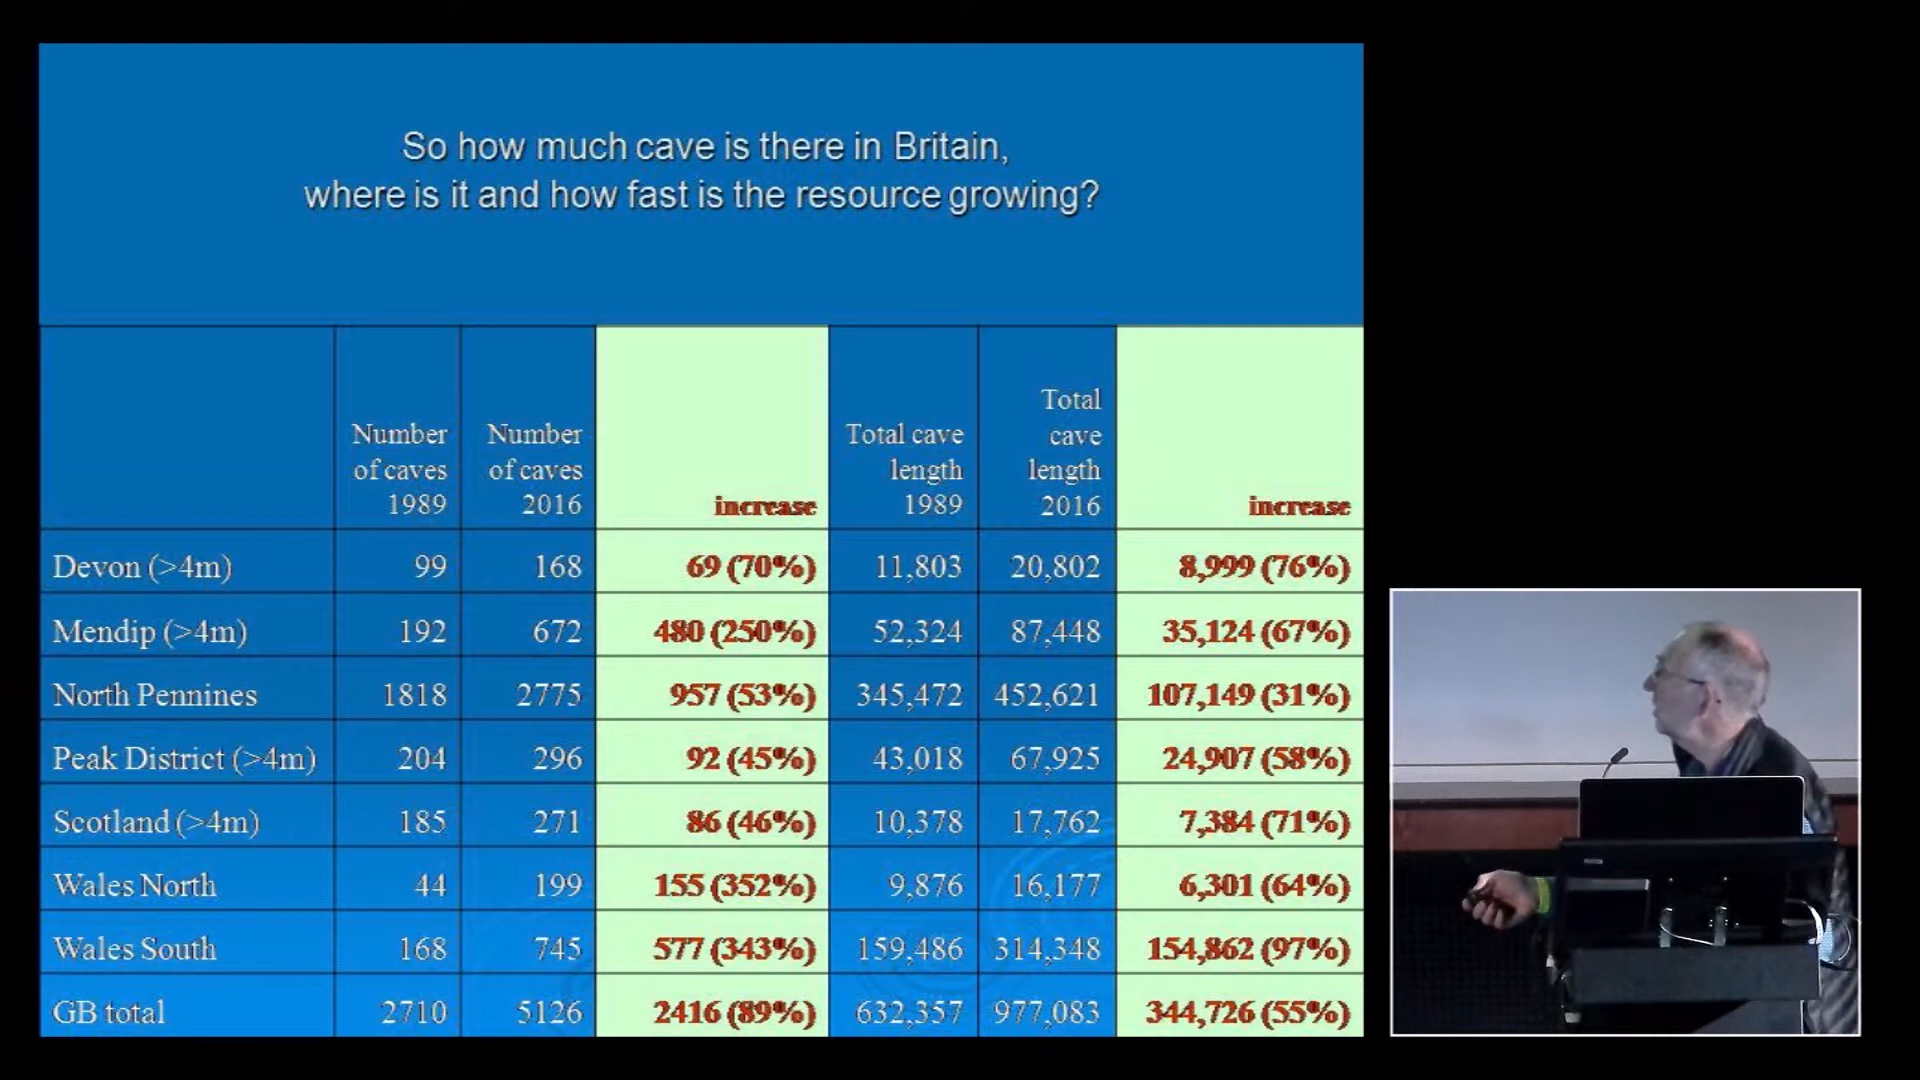 So how much cave is there in Britain,
where is it and how fast is the resource growing?
Number of caves 1989 Number of caves 2016 increase Total cave length 1989 Total cave length 2016 increase
Devon (>4m) 99 168 69 (70%) 11,803 20,802 8,999 (76%)
Mendip (>4m) 192 672 480 (250%) 52,324 87,448 35,124 (67%)
North Pennines 1818 2775 957 (53%) 345,472 452,621 107,149 (31%)
Peak District (>4m) 204 296 92 (45%) 43,018 67,925 24,907 (58%)
Scotland (>4m) 185 271 86 (46%) 10,378 17,762 7,384 (71%)
Wales North 44 199 155 (352%) 9,876 16,177 6,301 (64%)
Wales South 168 745 577 (343%) 159,486 314,348 154,862 (97%)
GB total 2710 5126 2416 (89%) 632,357 977,083 344,726 (55%)